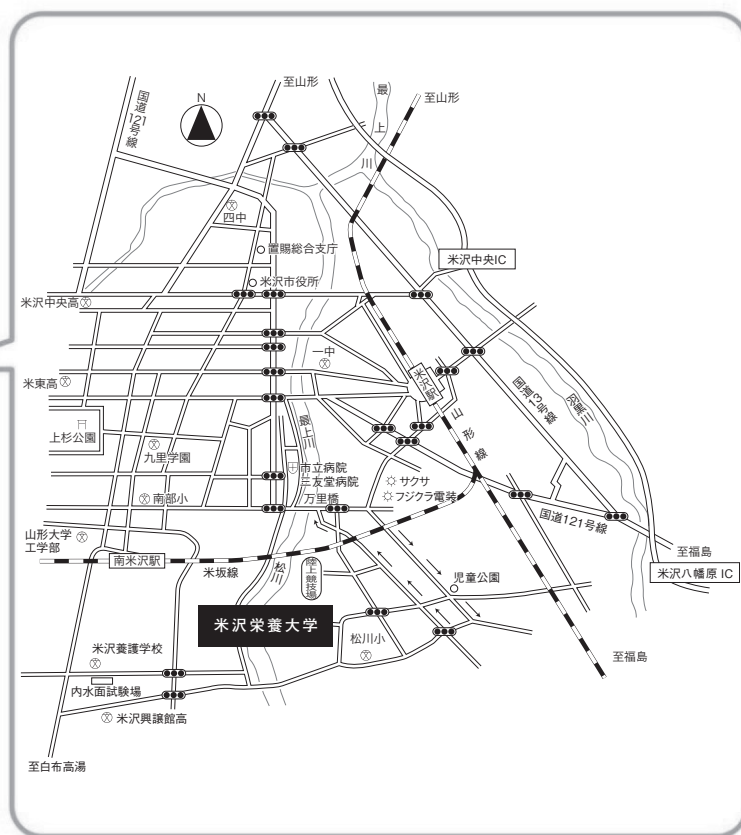 至山形
最上川
至山形
国道121号線
N
四中
置賜総合支庁
米沢中央IC
米沢市役所
米沢中央高
一中
米沢駅
米東高
国道13号線
羽黒川
上杉公園
最上川
山形線
九里学園
市立病院
三友堂病院
サクサ
フジクラ電装
南部小
万里橋
国道121号線
山形大学
工学部
至福島
南米沢駅
米坂線
松川
陸上競技場
児童公園
米沢八幡原 IC
米沢栄養大学
松川小
至福島
米沢養護学校
内水面試験場
米沢興譲館高
至白布高湯